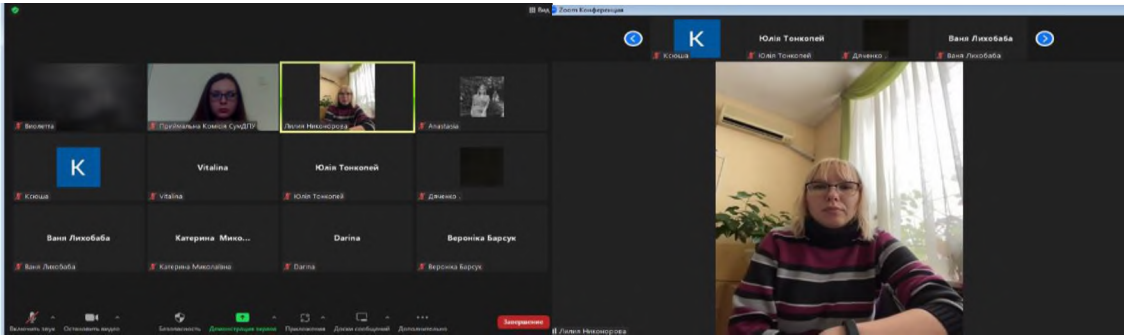 Вид
Виолетта
Приймальна Комісія СумДПУ
Лилия Никонорова
Anastasia
K
Ксюша
Vitalina
Vitalina
Юлія Тонкопей
Юлія Тонкопей
Дяченко .
Ваня Лихобаба
Ваня Лихобаба
Катерина Мико...
Катерина Миколаївна
Darina
Darina
Вероніка Барсук
Вероніка Барсук
Включить звук
Остановить видео
Безопасность
Демонстрация экрана
Приложения
Доски сообщений
Дополнительно
Завершение
Zoom Конференция
K
Ксюша
Юлія Тонкопей
Юлія Тонкопей
Дяченко .
Ваня Лихобаба
Ваня Лихобаба
Лилия Никонорова